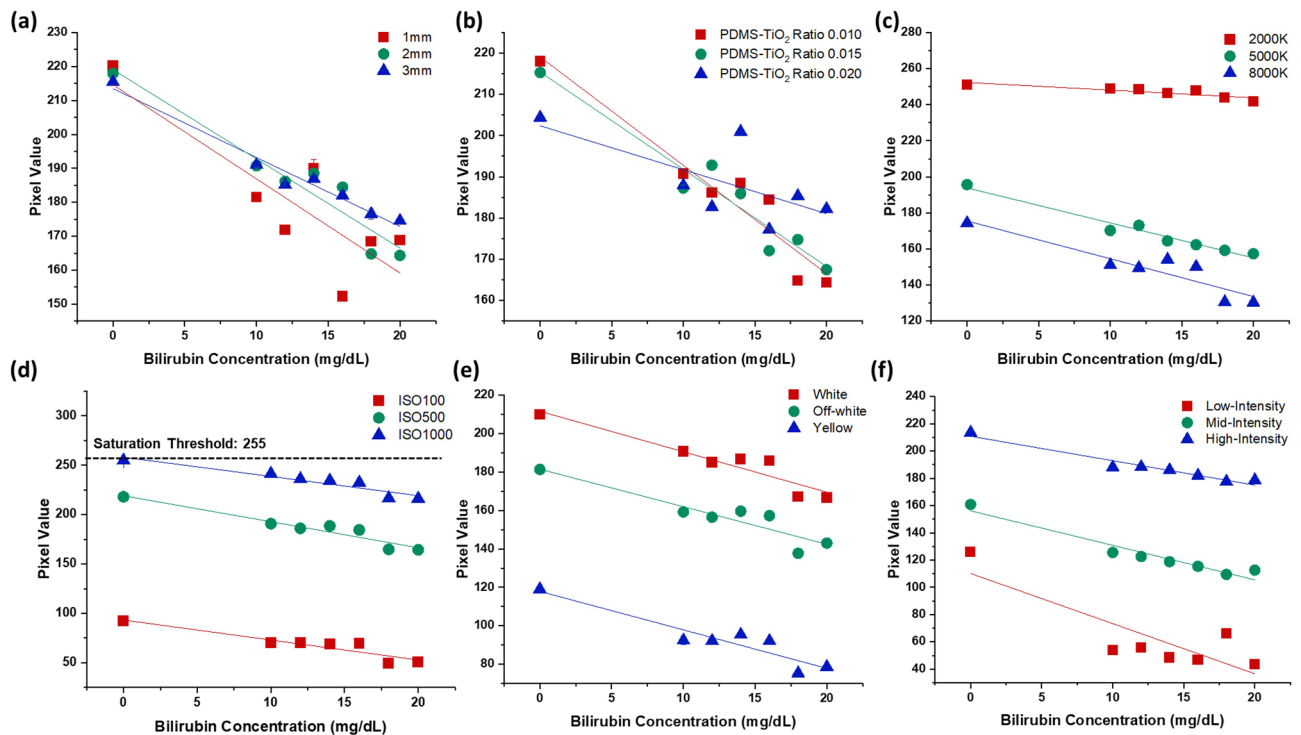 (a)
1mm
2mm
3mm
230
220
210
200
190
180
170
160
150
Pixel Value
0
5
10
15
20
Bilirubin Concentration (mg/dL)
(b)
PDMS-TiO2 Ratio 0.010
PDMS-TiO2 Ratio 0.015
PDMS-TiO2 Ratio 0.020
220
210
200
190
180
170
160
Pixel Value
0
5
10
15
20
Bilirubin Concentration (mg/dL)
(c)
2000K
5000K
8000K
280
260
240
220
200
180
160
140
120
Pixel Value
0
5
10
15
20
Bilirubin Concentration (mg/dL)
(d)
ISO100
ISO500
ISO1000
Saturation Threshold: 255
300
250
200
150
100
50
Pixel Value
0
5
10
15
20
Bilirubin Concentration (mg/dL)
(e)
White
Off-white
Yellow
220
200
180
160
140
120
100
80
Pixel Value
0
5
10
15
20
Bilirubin Concentration (mg/dL)
(f)
Low-Intensity
Mid-Intensity
High-Intensity
240
220
200
180
160
140
120
100
80
60
40
Pixel Value
0
5
10
15
20
Bilirubin Concentration (mg/dL)